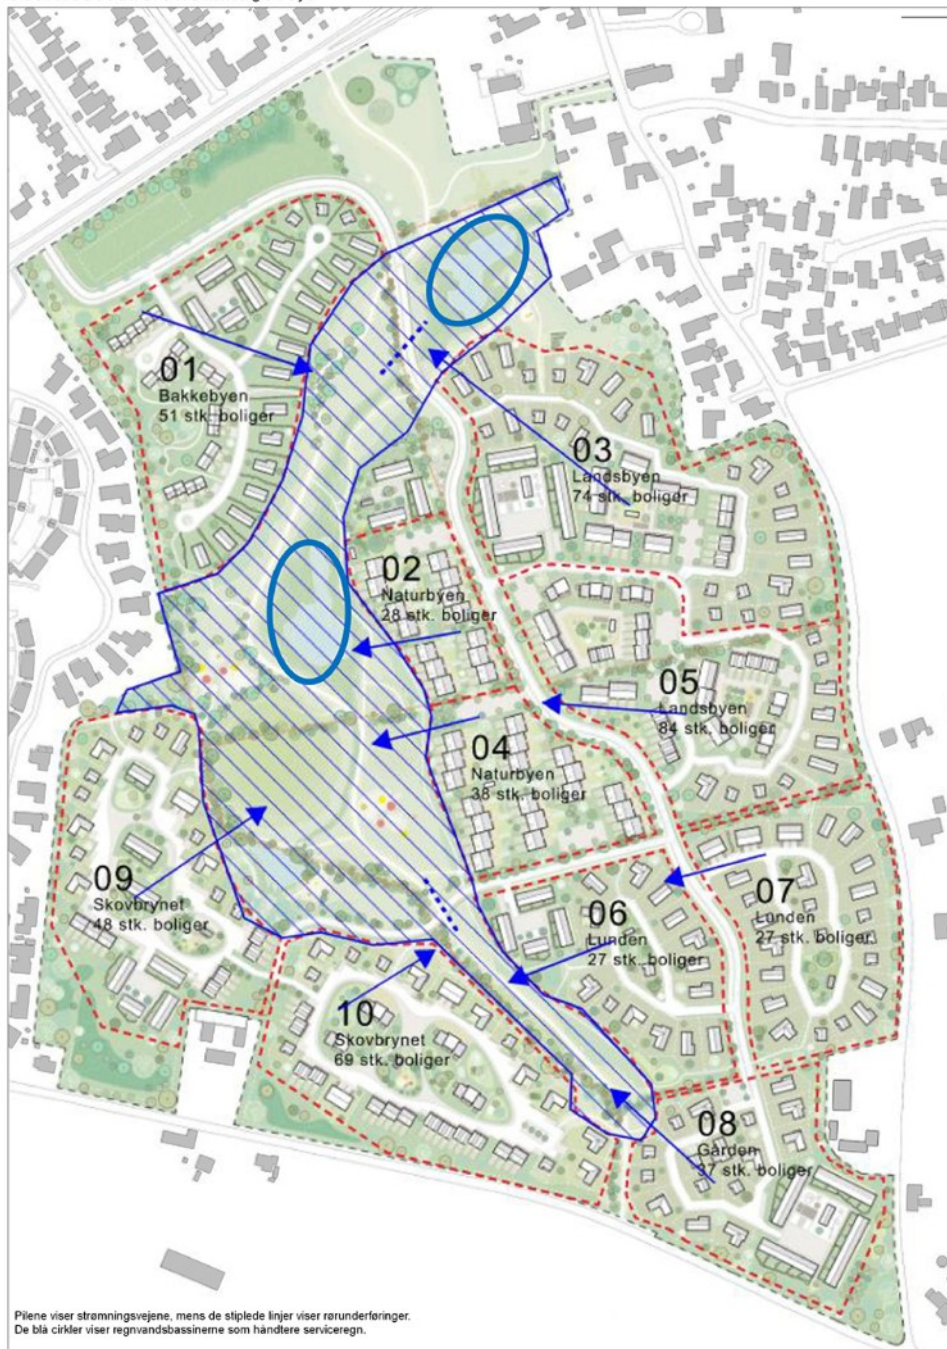 01
Bakkebyen
51 stk. boliger
03
Landsbyen
74 stk. boliger
02
Naturbyen
28 stk. boliger
05
Landsbyen
84 stk. boliger
04
Naturbyen
38 stk. boliger
09
Skovbrynet
48 stk. boliger
06
Lunden
27 stk. boliger
07
Lunden
27 stk. boliger
10
Skovbrynet
69 stk. boliger
08
Gården
37 stk. boliger
Pilene viser strømningsvejene, mens de stiplede linjer viser rørunderføringer.
De blå cirkler viser regnvandsbassinerne som håndtere serviceregn.